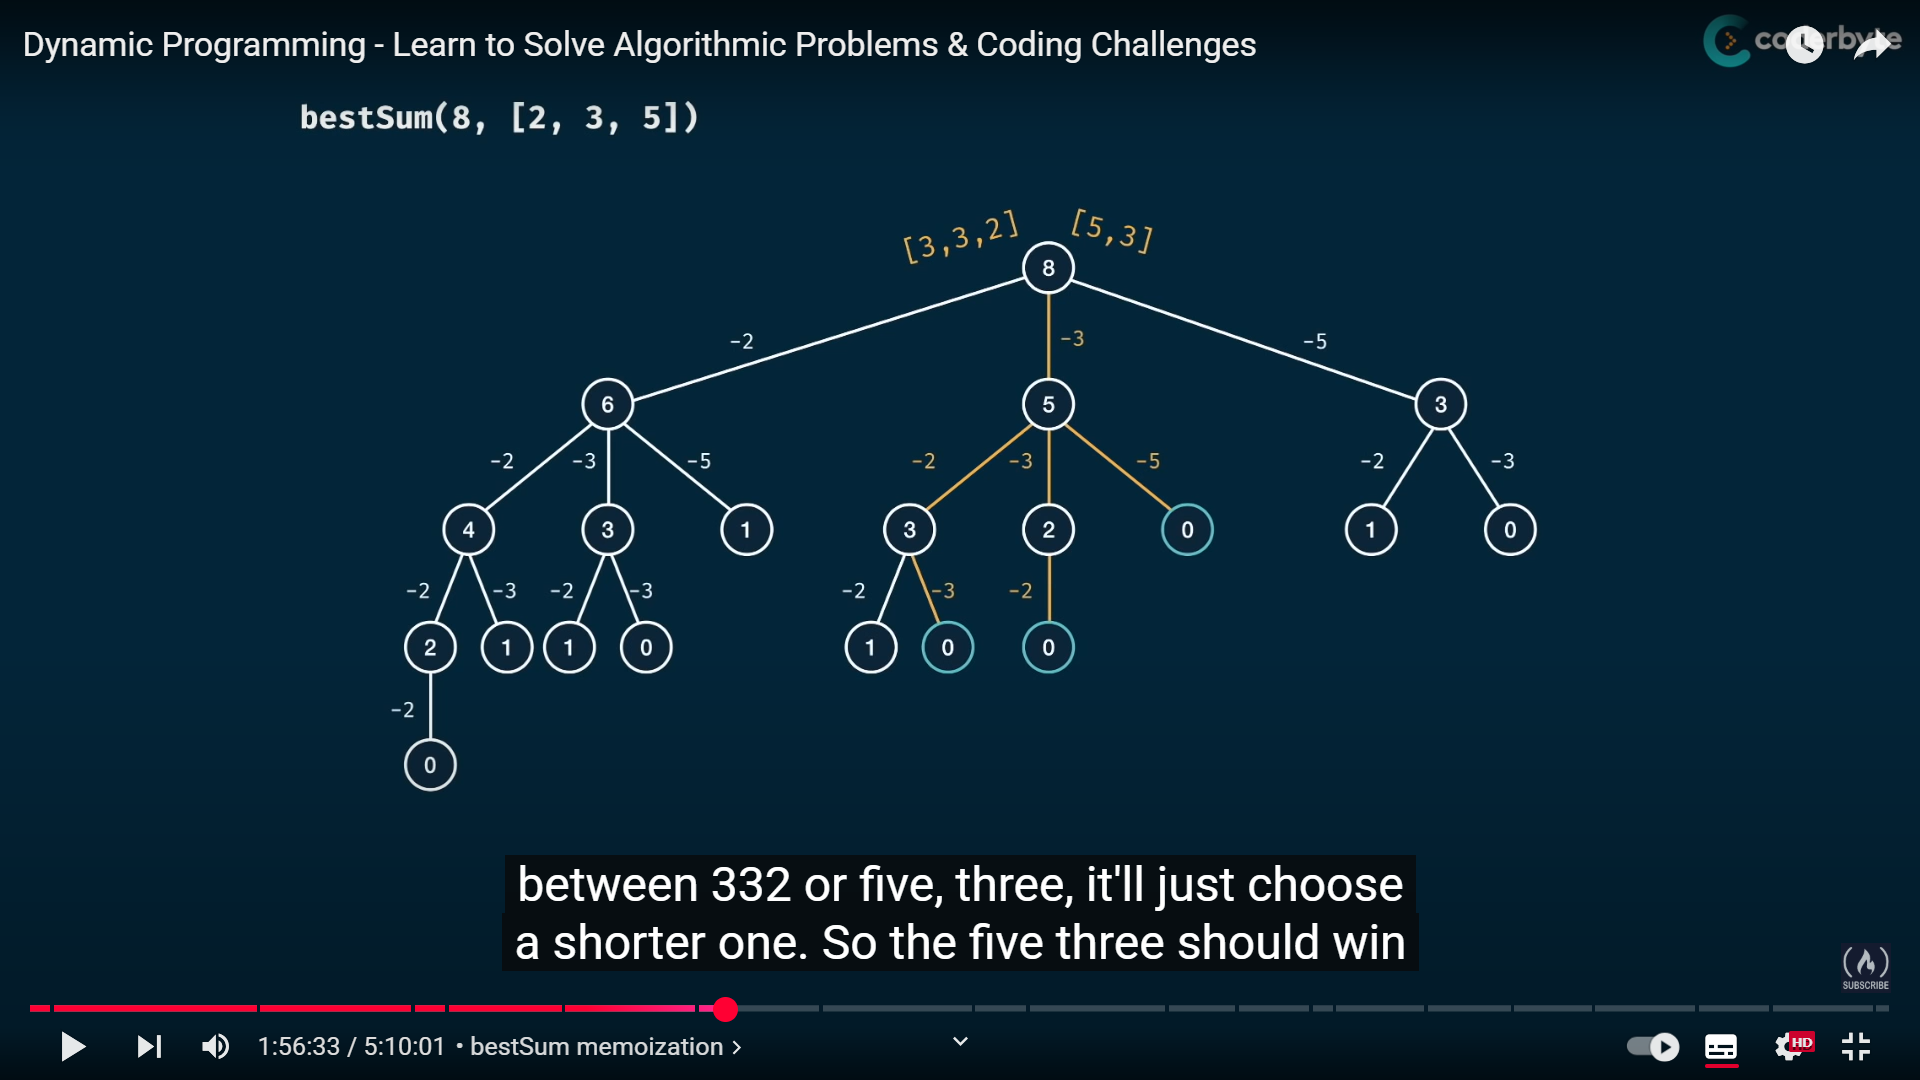 Dynamic Programming - Learn to Solve Algorithmic Problems & Coding Challenges
coderbyte
bestSum(8, [2, 3, 5])
[3,3,2] [5,3]
8
-2 -3 -5
6 5 3
-2 -3 -5 -2 -3 -5 -2 -3
4 3 1 3 2 0 1 0
-2 -3 -2 -3 -2 -3 -2
2 1 1 0 1 0 0
-2
0
between 332 or five, three, it'll just choose
a shorter one. So the five three should win
SUBSCRIBE
1:56:33 / 5:10:01 • bestSum memoization >
HD